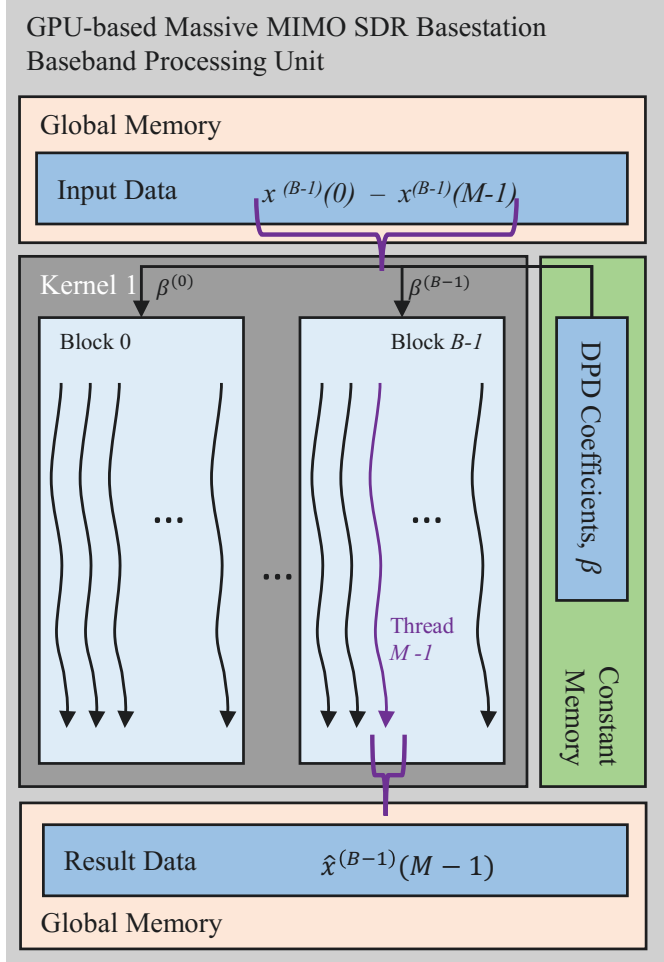 GPU-based Massive MIMO SDR Basestation
Baseband Processing Unit
Global Memory
Input Data x ⁽ᴮ⁻¹⁾(0) – x⁽ᴮ⁻¹⁾(M-1)
Kernel 1
β⁽⁰⁾
β⁽ᴮ⁻¹⁾
Block 0
Block B-1
DPD Coefficients, β
...
...
...
Thread
M -1
Constant
Memory
Result Data x̂⁽ᴮ⁻¹⁾(M − 1)
Global Memory